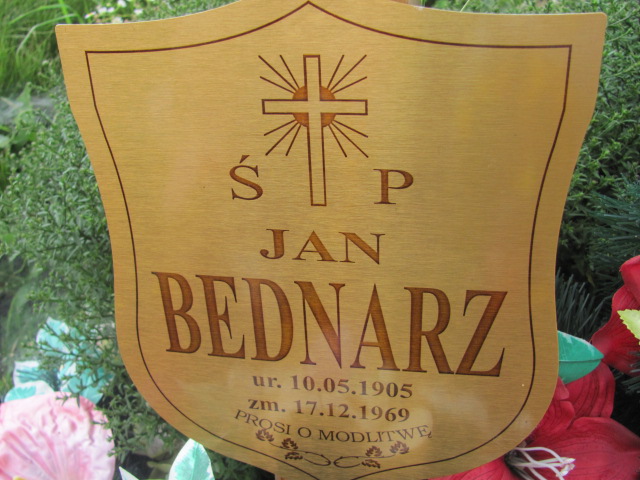 Ś P
JAN
BEDNARZ
ur. 10.05.1905
zm. 17.12.1969
PROSI O MODLITWĘ